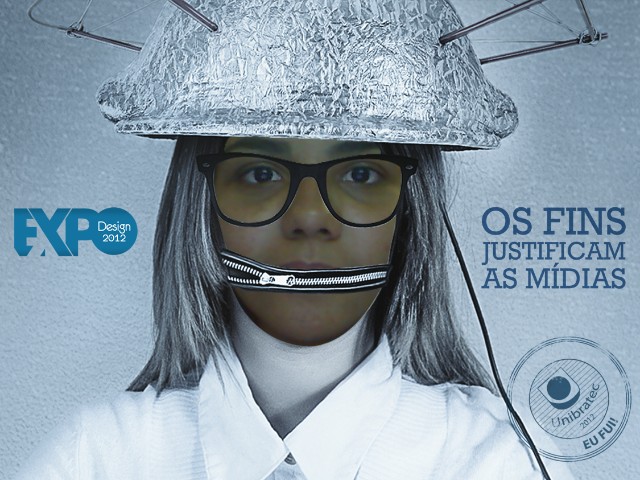 EXPO
Design
2012
OS FINS
JUSTIFICAM
AS MÍDIAS
Unibratec
2012
EU FUI!